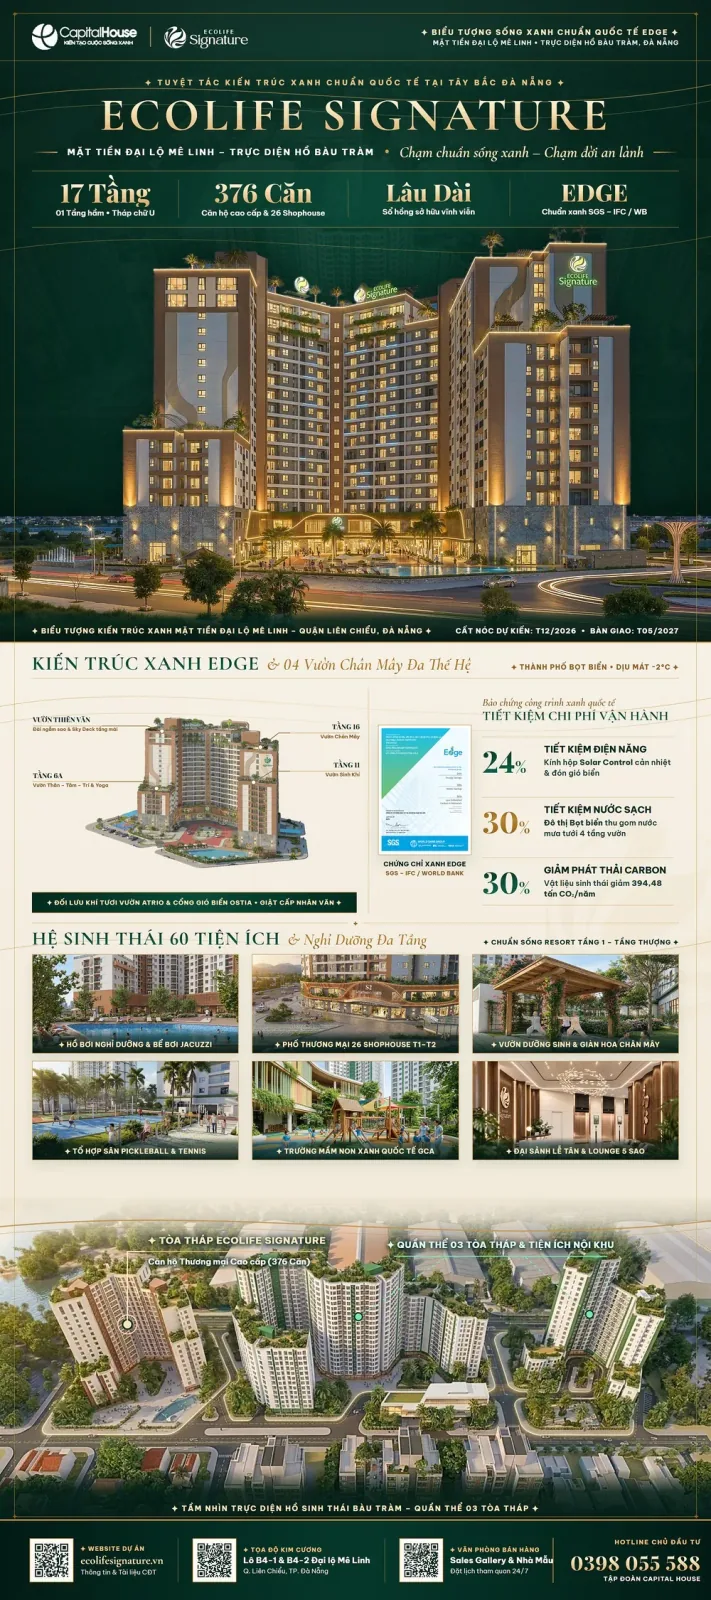 CapitalHouse
KIẾN TẠO CUỘC SỐNG XANH
ECOLIFE
Signature
✦ BIỂU TƯỢNG SỐNG XANH CHUẨN QUỐC TẾ EDGE ✦
MẶT TIỀN ĐẠI LỘ MÊ LINH • TRỰC DIỆN HỒ BÀU TRÀM, ĐÀ NẴNG
✦ TUYỆT TÁC KIẾN TRÚC XANH CHUẨN QUỐC TẾ TẠI TÂY BẮC ĐÀ NẴNG ✦
ECOLIFE SIGNATURE
MẶT TIỀN ĐẠI LỘ MÊ LINH – TRỰC DIỆN HỒ BÀU TRÀM • Chạm chuẩn sống xanh – Chạm đời an lành
17 Tầng
01 Tầng hầm • Tháp chữ U
376 Căn
Căn hộ cao cấp & 26 Shophouse
Lâu Dài
Sổ hồng sở hữu vĩnh viễn
EDGE
Chuẩn xanh SGS – IFC / WB
ECOLIFE
Signature
ECOLIFE
Signature
✦ BIỂU TƯỢNG KIẾN TRÚC XANH MẶT TIỀN ĐẠI LỘ MÊ LINH – QUẬN LIÊN CHIỂU, ĐÀ NẴNG ✦
CẤT NÓC DỰ KIẾN: T12/2026 • BÀN GIAO: T05/2027
KIẾN TRÚC XANH EDGE & 04 Vườn Chân Mây Đa Thế Hệ
✦ THÀNH PHỐ BỌT BIỂN • DỊU MÁT -2°C ✦
VƯỜN THIÊN VĂN
Đài ngắm sao & Sky Deck tầng mái
TẦNG 16
Vườn Chân Mây
TẦNG 6A
Vườn Thân – Tâm – Trí & Yoga
TẦNG 11
Vườn Sinh Khí
✦ ĐỐI LƯU KHÍ TƯƠI VƯỜN ATRIO & CỔNG GIÓ BIỂN OSTIA • GIẬT CẤP NHÂN VĂN ✦
Edge
SGS
CHỨNG CHỈ XANH EDGE
SGS – IFC / WORLD BANK
Bảo chứng công trình xanh quốc tế
TIẾT KIỆM CHI PHÍ VẬN HÀNH
24%
TIẾT KIỆM ĐIỆN NĂNG
Kính hộp Solar Control cản nhiệt
& đón gió biển
30%
TIẾT KIỆM NƯỚC SẠCH
Đô thị Bọt biển thu gom nước
mưa tưới 4 tầng vườn
30%
GIẢM PHÁT THẢI CARBON
Vật liệu sinh thái giảm 394,48
tấn CO₂/năm
HỆ SINH THÁI 60 TIỆN ÍCH & Nghỉ Dưỡng Đa Tầng
✦ CHUẨN SỐNG RESORT TẦNG 1 – TẦNG THƯỢNG ✦
✦ HỒ BƠI NGHỈ DƯỠNG & BỂ BƠI JACUZZI
✦ PHỐ THƯƠNG MẠI 26 SHOPHOUSE T1–T2
✦ VƯỜN DƯỠNG SINH & GIÀN HOA CHÂN MÂY
✦ TỔ HỢP SÂN PICKLEBALL & TENNIS
✦ TRƯỜNG MẦM NON XANH QUỐC TẾ GCA
✦ ĐẠI SẢNH LỄ TÂN & LOUNGE 5 SAO
✦ TÒA THÁP ECOLIFE SIGNATURE
Căn hộ Thương mại Cao cấp (376 Căn)
✦ QUẦN THỂ 03 TÒA THÁP & TIỆN ÍCH NỘI KHU
✦ TẦM NHÌN TRỰC DIỆN HỒ SINH THÁI BÀU TRÀM – QUẦN THỂ 03 TÒA THÁP ✦
✦ WEBSITE DỰ ÁN
ecolifesignature.vn
Thông tin & Tài liệu CĐT
✦ TỌA ĐỘ KIM CƯƠNG
Lô B4-1 & B4-2 Đại lộ Mê Linh
Q. Liên Chiểu, TP. Đà Nẵng
✦ VĂN PHÒNG BÁN HÀNG
Sales Gallery & Nhà Mẫu
Đặt lịch tham quan 24/7
HOTLINE CHỦ ĐẦU TƯ
0398 055 588
TẬP ĐOÀN CAPITAL HOUSE